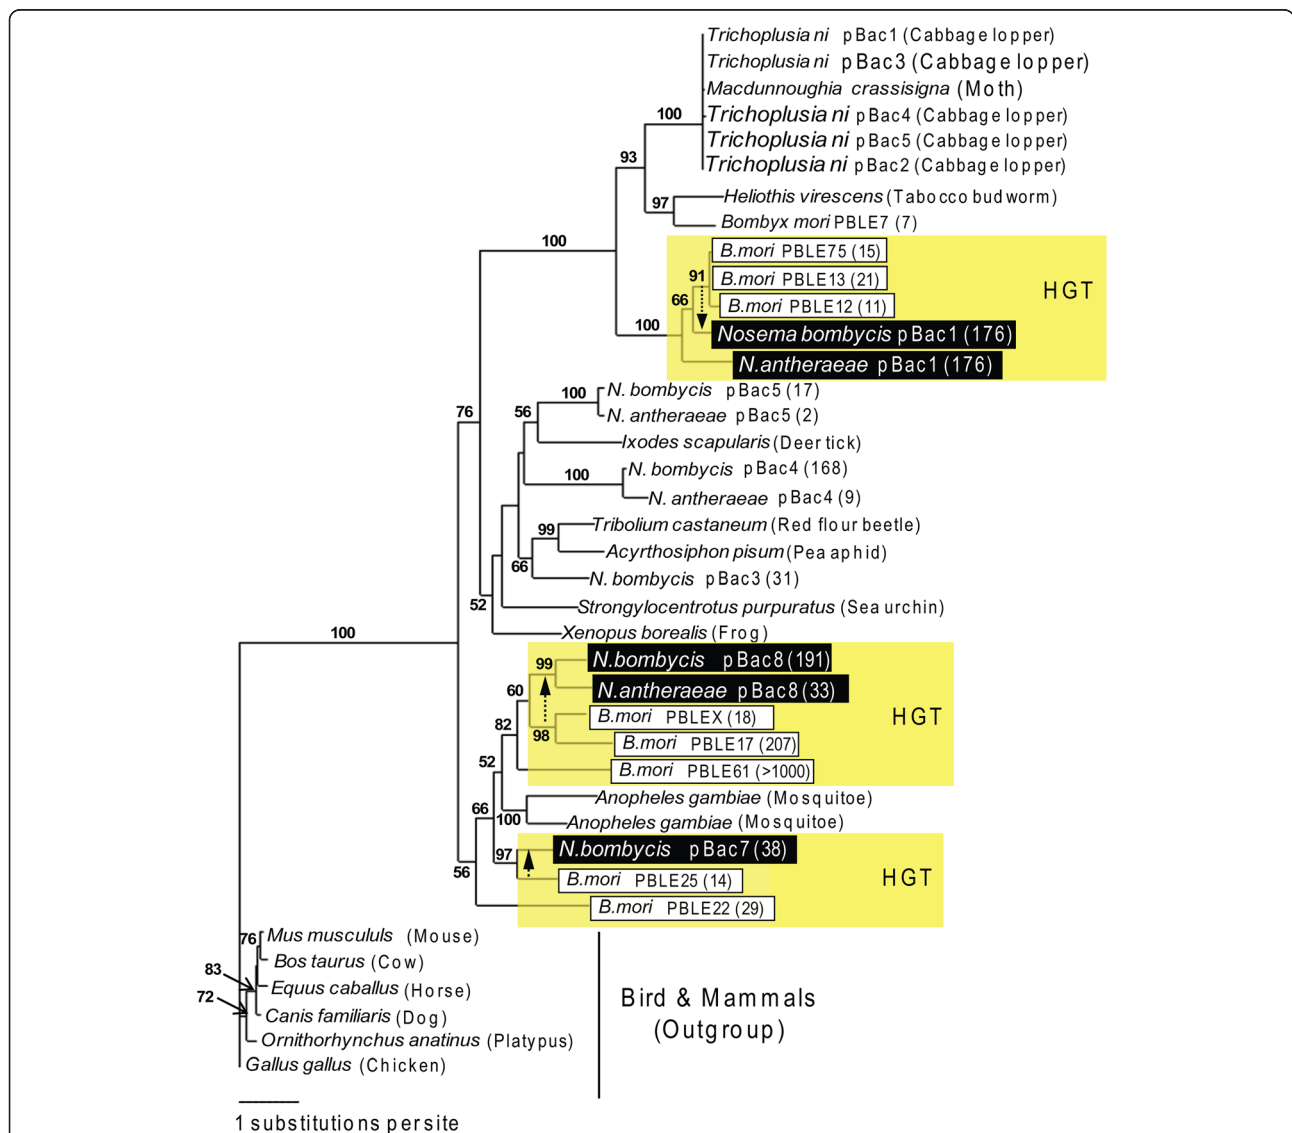 Trichoplusia ni pBac1 (Cabbage lopper)
Trichoplusia ni pBac3 (Cabbage lopper)
Macdunnoughia crassisigna (Moth)
100
Trichoplusia ni pBac4 (Cabbage lopper)
Trichoplusia ni pBac5 (Cabbage lopper)
93
Trichoplusia ni pBac2 (Cabbage lopper)
Heliothis virescens (Tabocco budworm)
97
Bombyx mori PBLE7 (7)
100
B.mori PBLE75 (15)
91
B.mori PBLE13 (21)
HGT
66
B.mori PBLE12 (11)
100
Nosema bombycis pBac1 (176)
N.antheraeae pBac1 (176)
100
N. bombycis pBac5 (17)
76
56
N. antheraeae pBac5 (2)
Ixodes scapularis (Deer tick)
100
N. bombycis pBac4 (168)
N. antheraeae pBac4 (9)
99
Tribolium castaneum (Red flour beetle)
Acyrthosiphon pisum (Pea aphid)
66
N. bombycis pBac3 (31)
52
Strongylocentrotus purpuratus (Sea urchin)
100
Xenopus borealis (Frog)
99
N.bombycis pBac8 (191)
60
N.antheraeae pBac8 (33)
HGT
82
98
B.mori PBLEX (18)
B.mori PBLE17 (207)
52
B.mori PBLE61 (>1000)
Anopheles gambiae (Mosquitoe)
66
100
Anopheles gambiae (Mosquitoe)
97
N.bombycis pBac7 (38)
56
B.mori PBLE25 (14)
HGT
B.mori PBLE22 (29)
76
Mus muscululs (Mouse)
Bos taurus (Cow)
83
Equus caballus (Horse)
72
Canis familiaris (Dog)
Ornithorhynchus anatinus (Platypus)
Gallus gallus (Chicken)
Bird & Mammals
(Outgroup)
1 substitutions per site